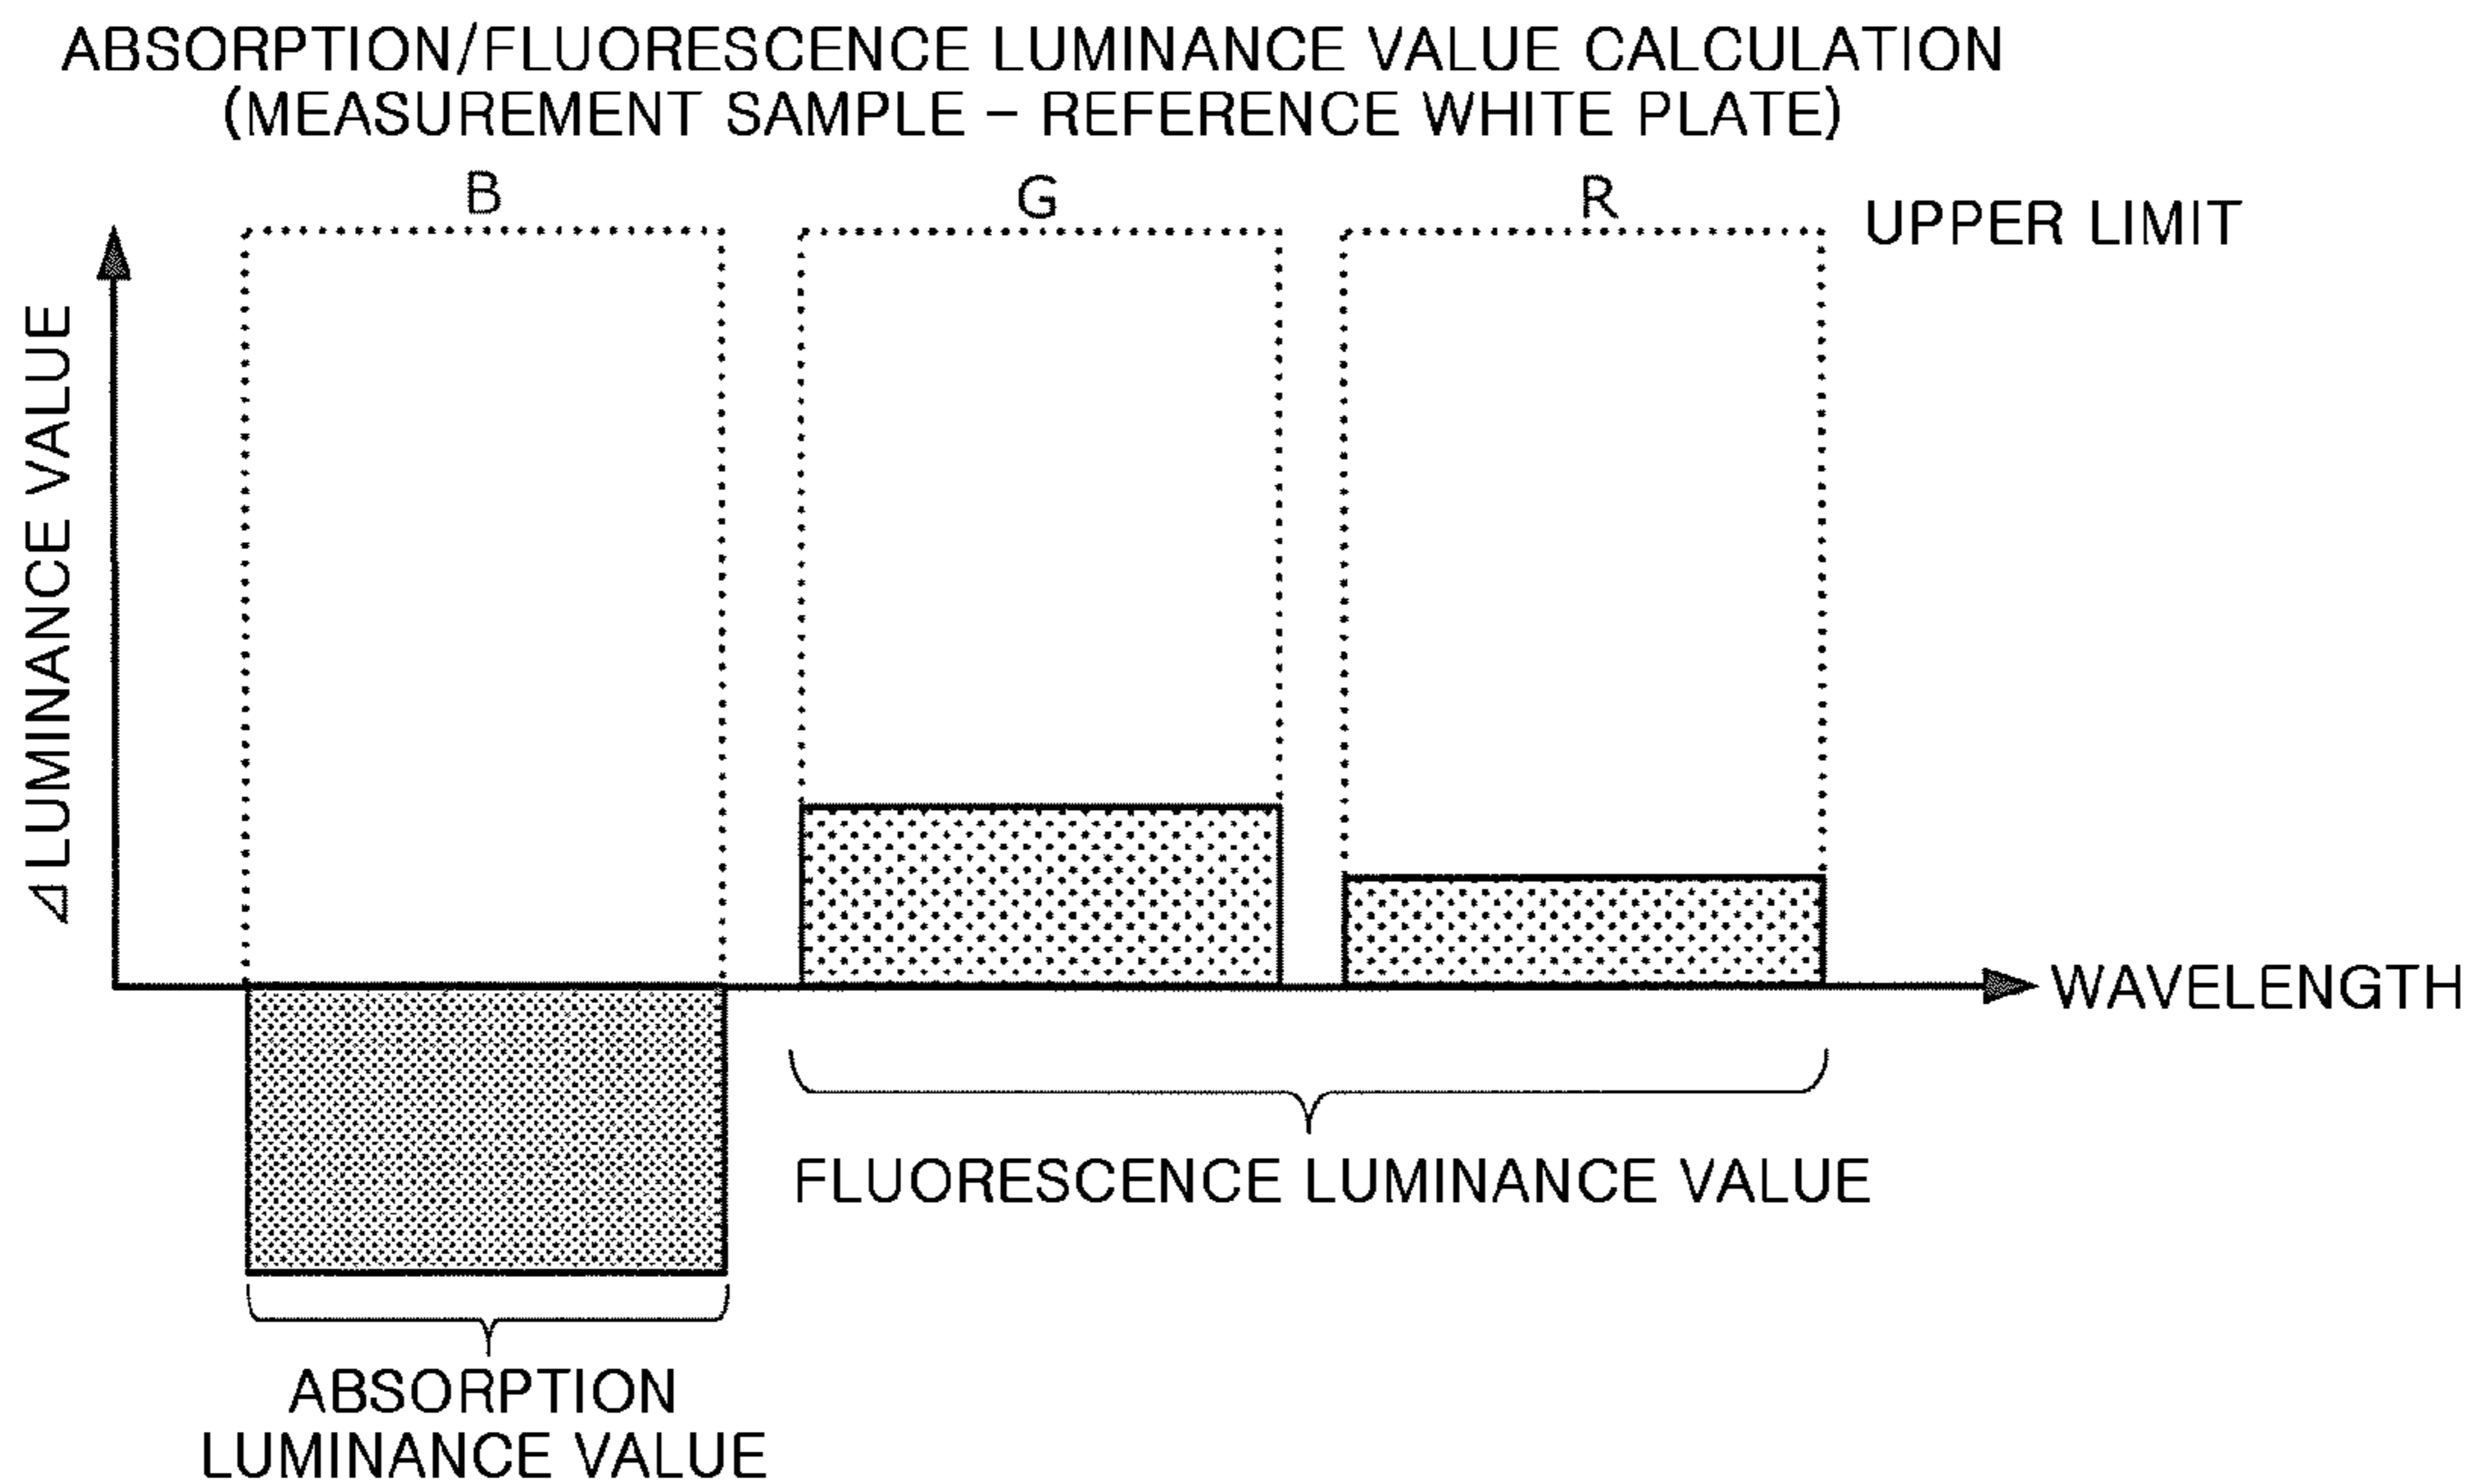 ABSORPTION/FLUORESCENCE LUMINANCE VALUE CALCULATION
(MEASUREMENT SAMPLE – REFERENCE WHITE PLATE)
B
G
R
UPPER LIMIT
⊿LUMINANCE VALUE
WAVELENGTH
FLUORESCENCE LUMINANCE VALUE
ABSORPTION
LUMINANCE VALUE